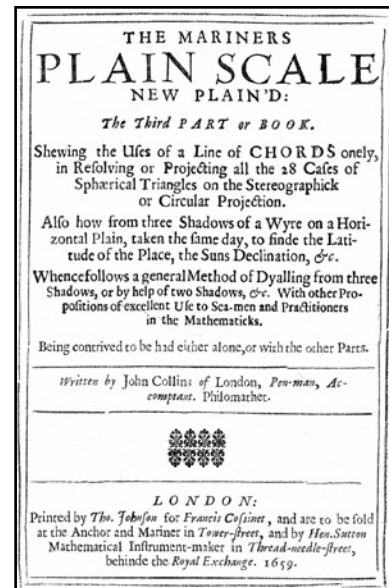 THE MARINERS
PLAIN SCALE
NEW PLAIN'D:
The Third PART or BOOK.
Shewing the Uſes of a Line of CHORDS onely,
in Reſolving or Projecting all the 28 Caſes of
Sphærical Triangles on the Stereographick
or Circular Projection.
Alſo how from three Shadows of a Wyre on a Hori-
zontal Plain, taken the ſame day, to finde the Lati-
tude of the Place, the Suns Declination, &c.
Whence follows a general Method of Dyalling from three
Shadows, or by help of two Shadows, &c. With other Pro-
poſitions of excellent Uſe to Sea-men and Practitioners
in the Mathematicks.
Being contrived to be had either alone, or with the other Parts.
Written by John Collins of London, Pen-man, Ac-
comptant. Philomather.
LONDON:
Printed by Tho. Johnſon for Francis Coſsinet, and are to be ſold
at the Anchor and Mariner in Tower-ſtreet, and by Hen. Sutton
Mathematical Inſtrument-maker in Thread-needle-ſtreet,
behinde the Royal Exchange. 1659.